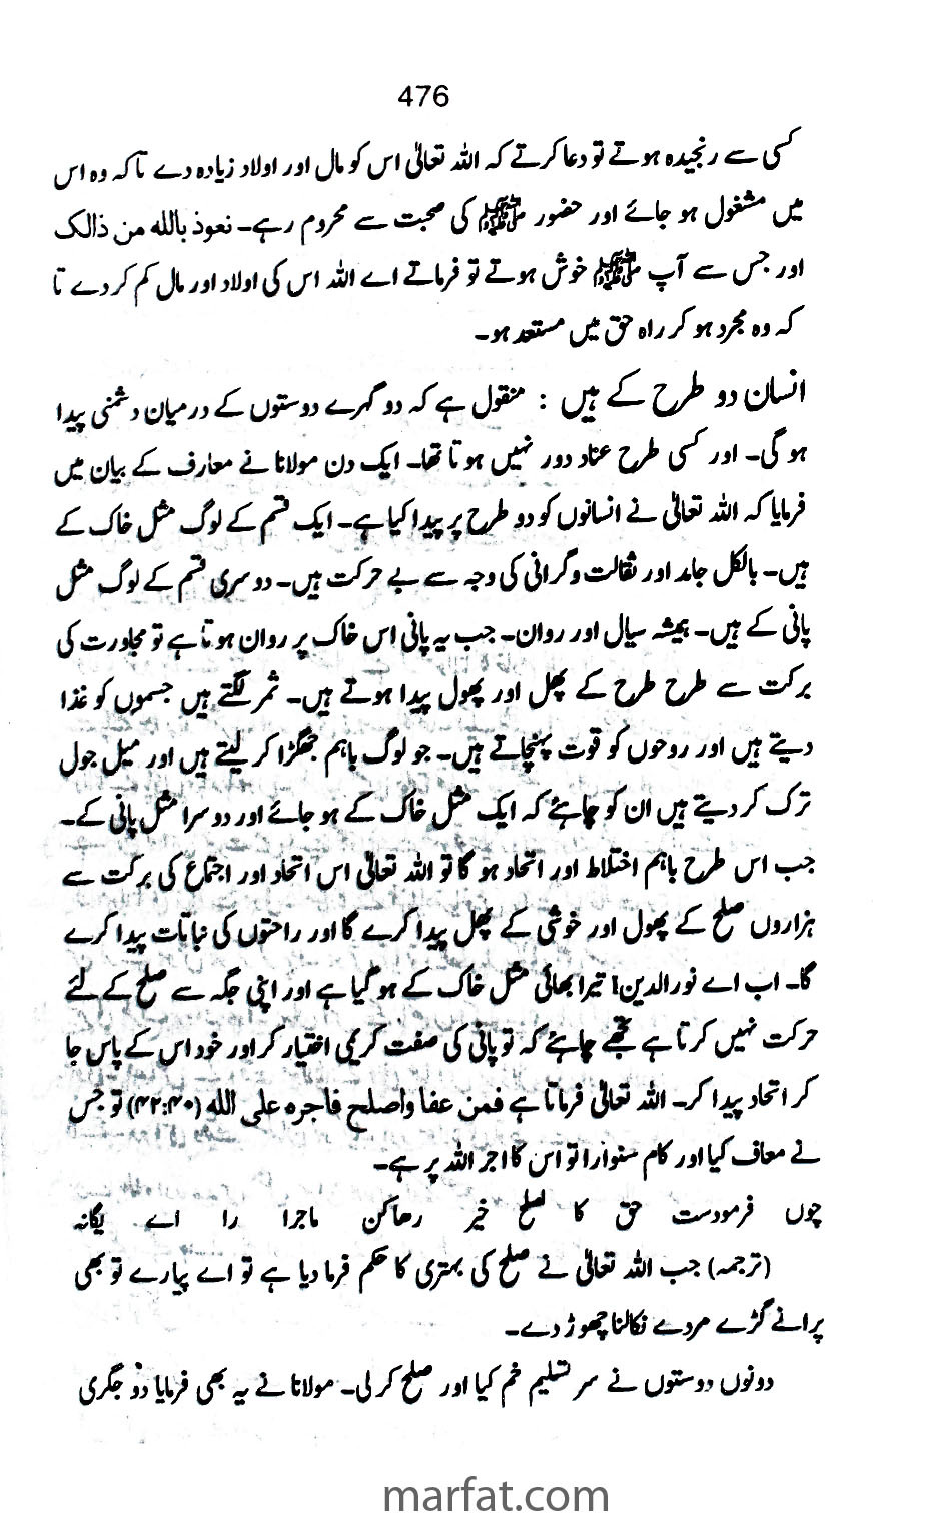 476
کسی سے رنجیدہ ہوتے تو دعا کرتے کہ اللہ تعالیٰ اس کو مال اور اولاد زیادہ دے تاکہ وہ اس
میں مشغول ہو جائے اور حضور ﷺ کی صحبت سے محروم رہے۔ نعوذ باللہ من ذالک
اور جس سے آپ ﷺ خوش ہوتے تو فرماتے اے اللہ اس کی اولاد اور مال کم کر دے تا
کہ وہ مجرد ہو کر راہ حق میں مستعد ہو۔
انسان دو طرح کے ہیں : منقول ہے کہ دو گہرے دوستوں کے درمیان دشمنی پیدا
ہو گی۔ اور کسی طرح عناد دور نہیں ہوتا تھا۔ ایک دن مولانا نے معارف کے بیان میں
فرمایا کہ اللہ تعالیٰ نے انسانوں کو دو طرح پر پیدا کیا ہے۔ ایک قسم کے لوگ مثل خاک کے
ہیں۔ بالکل جامد اور ثقالت و گرانی کی وجہ سے بے حرکت ہیں۔ دوسری قسم کے لوگ مثل
پانی کے ہیں۔ ہمیشہ سیال اور روان۔ جب یہ پانی اس خاک پر روان ہوتا ہے تو مجاورت کی
برکت سے طرح طرح کے پھل اور پھول پیدا ہوتے ہیں۔ ثمر لگتے ہیں جسموں کو غذا
دیتے ہیں اور روحوں کو قوت پہنچاتے ہیں۔ جو لوگ باہم جھگڑا کر لیتے ہیں اور میل جول
ترک کر دیتے ہیں ان کو چاہئے کہ ایک مثل خاک کے ہو جائے اور دوسرا مثل پانی کے۔
جب اس طرح باہم اختلاط اور اتحاد ہو گا تو اللہ تعالیٰ اس اتحاد اور اجتماع کی برکت سے
ہزاروں صلح کے پھول اور خوشی کے پھل پیدا کرے گا اور راحتوں کی نباتات پیدا کرے
گا۔ اب اے نورالدین! تیرا بھائی مثل خاک کے ہو گیا ہے اور اپنی جگہ سے صلح کے لئے
حرکت نہیں کرتا ہے تجھے چاہئے کہ تو پانی کی صفت کریمی اختیار کر اور خود اس کے پاس جا
کر اتحاد پیدا کر۔ اللہ تعالیٰ فرماتا ہے فمن عفا واصلح فاجرہ علی اللہ (۴۲:۴۰) تو جس
نے معاف کیا اور کام سنوارا تو اس کا اجر اللہ پر ہے۔
چوں فرمودست حق کا لصلح خیر رھاکن ماجرا را اے یگانہ
(ترجمہ) جب اللہ تعالیٰ نے صلح کی بہتری کا حکم فرما دیا ہے تو اے پیارے تو بھی
پرانے گڑے مردے نکالنا چھوڑ دے۔
دونوں دوستوں نے سر تسلیم خم کیا اور صلح کر لی۔ مولانا نے یہ بھی فرمایا دو جگری
marfat.com